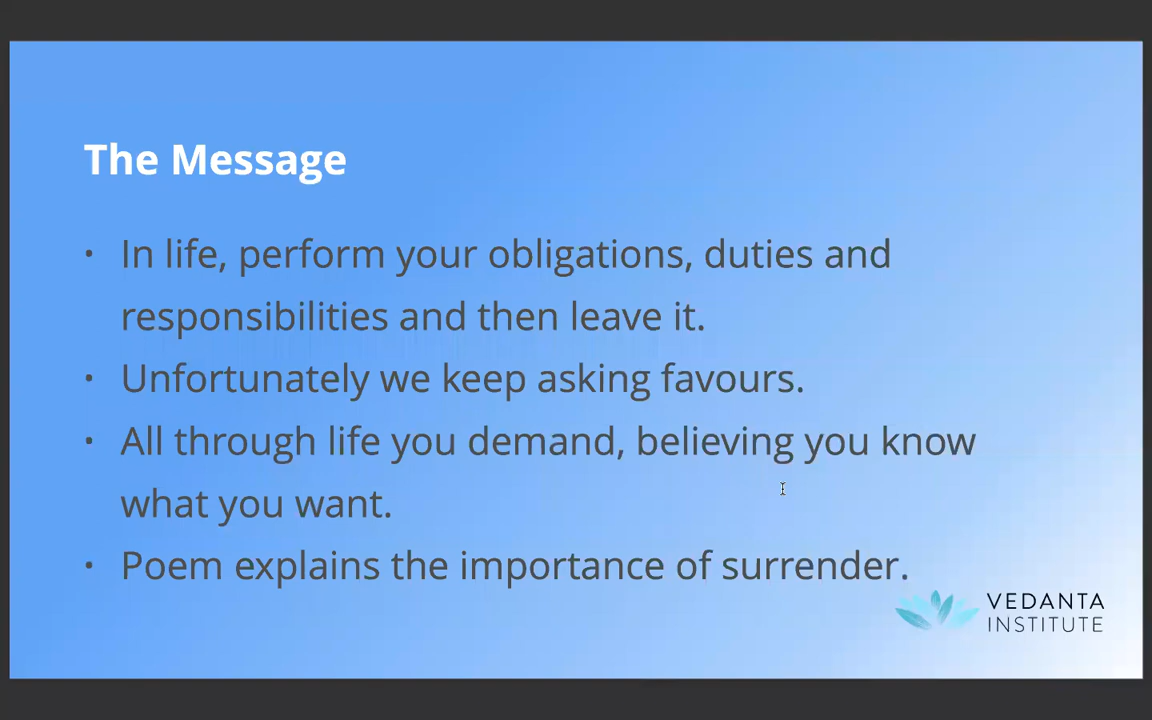 The Message
• In life, perform your obligations, duties and
responsibilities and then leave it.
• Unfortunately we keep asking favours.
• All through life you demand, believing you know
what you want.
• Poem explains the importance of surrender.
VEDANTA
INSTITUTE